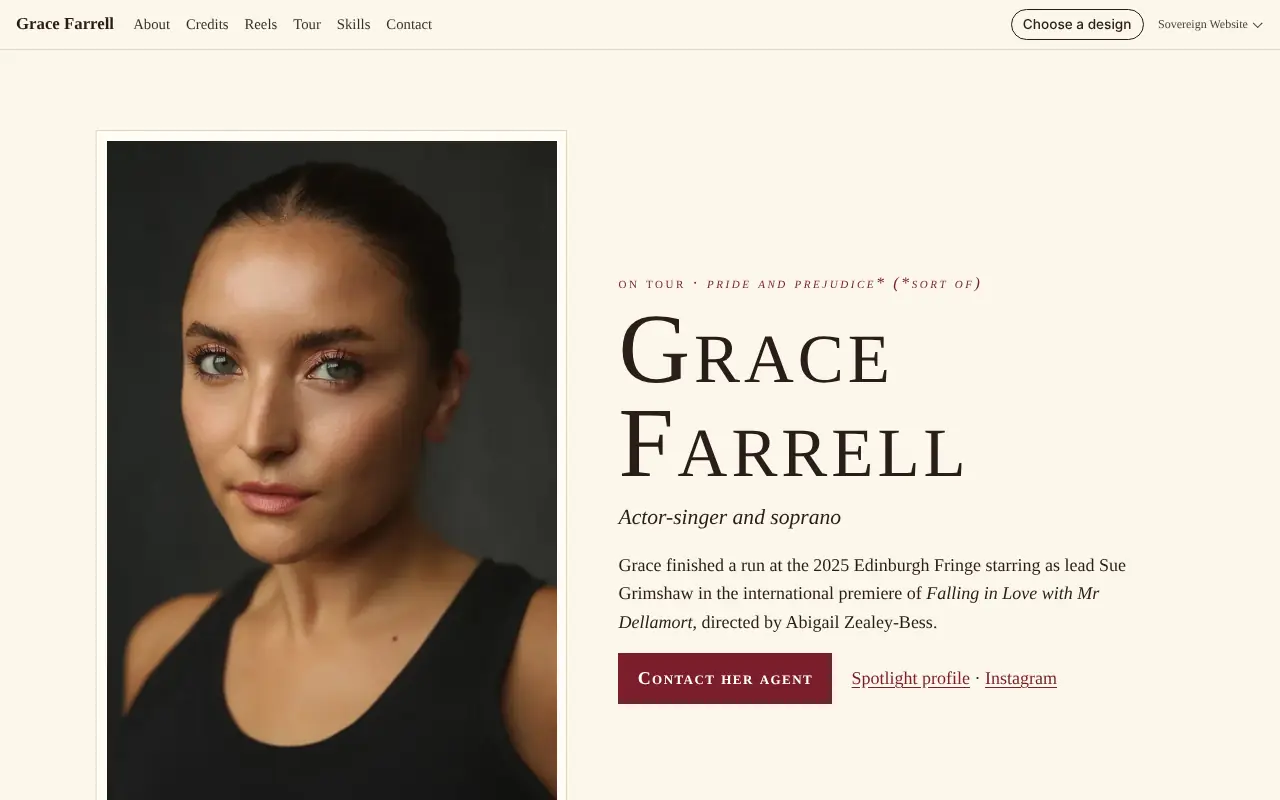 Grace Farrell About Credits Reels Tour Skills Contact Choose a design Sovereign Website
ON TOUR · PRIDE AND PREJUDICE* (*SORT OF)
GRACE
FARRELL
Actor-singer and soprano
Grace finished a run at the 2025 Edinburgh Fringe starring as lead Sue
Grimshaw in the international premiere of Falling in Love with Mr
Dellamort, directed by Abigail Zealey-Bess.
CONTACT HER AGENT Spotlight profile · Instagram